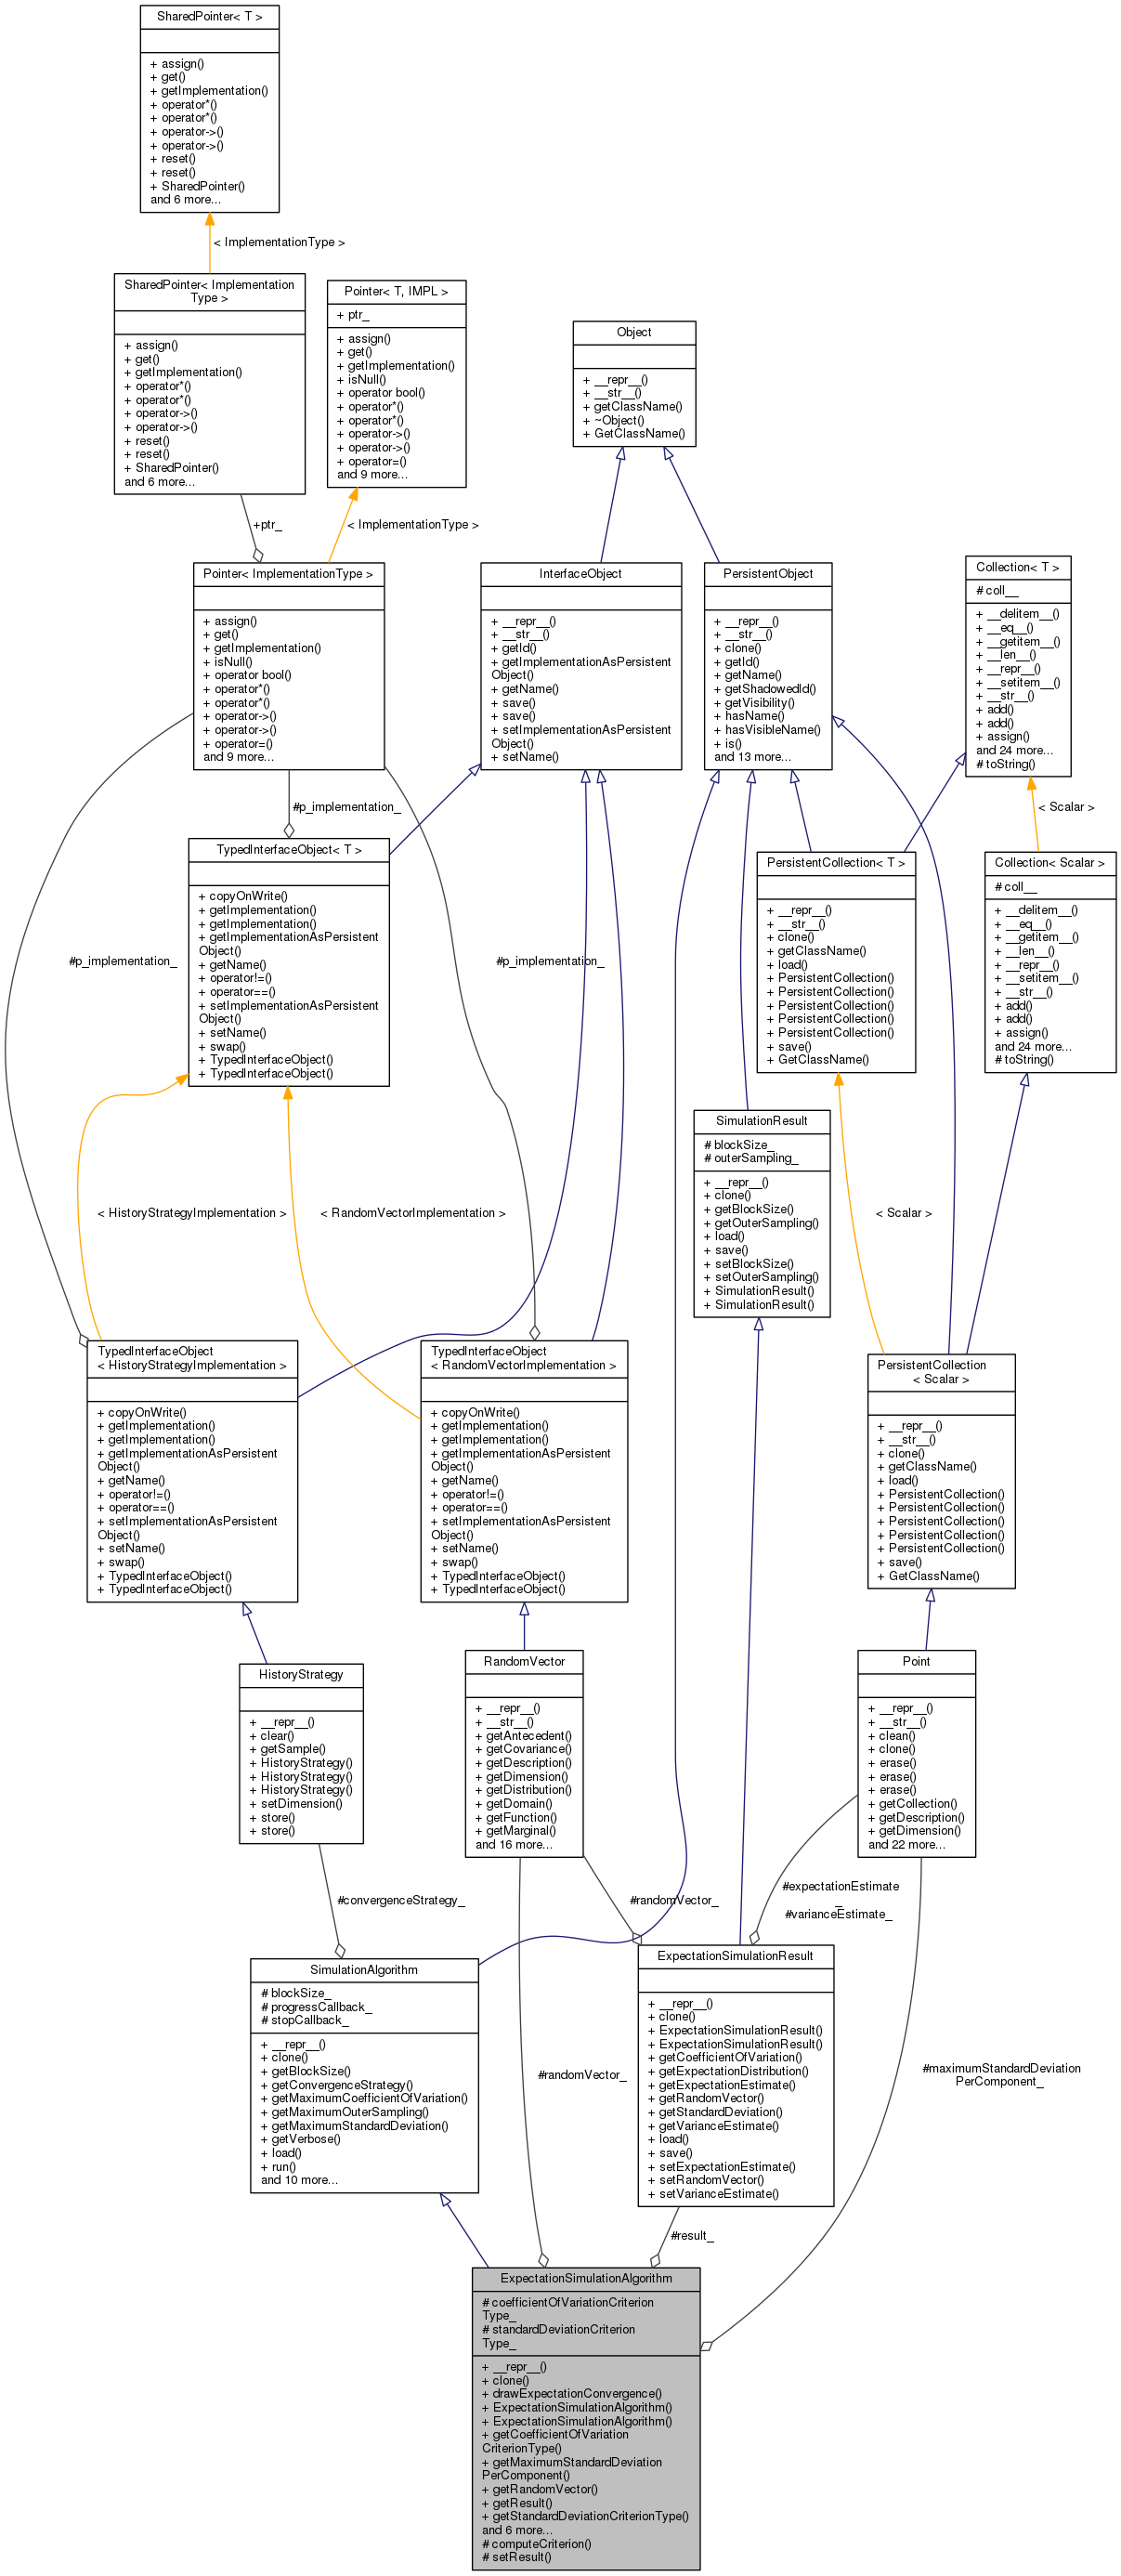 SharedPointer< T >
+ assign()
+ get()
+ getImplementation()
+ operator*()
+ operator*()
+ operator->()
+ operator->()
+ reset()
+ reset()
+ SharedPointer()
and 6 more...
< ImplementationType >
SharedPointer< Implementation
Type >
+ assign()
+ get()
+ getImplementation()
+ operator*()
+ operator*()
+ operator->()
+ operator->()
+ reset()
+ reset()
+ SharedPointer()
and 6 more...
Pointer< T, IMPL >
+ ptr_
+ assign()
+ get()
+ getImplementation()
+ isNull()
+ operator bool()
+ operator*()
+ operator*()
+ operator->()
+ operator->()
+ operator=()
and 9 more...
Object
+ __repr__()
+ __str__()
+ getClassName()
+ ~Object()
+ GetClassName()
+ptr_
< ImplementationType >
Pointer< ImplementationType >
+ assign()
+ get()
+ getImplementation()
+ isNull()
+ operator bool()
+ operator*()
+ operator*()
+ operator->()
+ operator->()
+ operator=()
and 9 more...
InterfaceObject
+ __repr__()
+ __str__()
+ getId()
+ getImplementationAsPersistent
Object()
+ getName()
+ save()
+ save()
+ setImplementationAsPersistent
Object()
+ setName()
PersistentObject
+ __repr__()
+ __str__()
+ clone()
+ getId()
+ getName()
+ getShadowedId()
+ getVisibility()
+ hasName()
+ hasVisibleName()
+ is()
and 13 more...
Collection< T >
# coll__
+ __delitem__()
+ __eq__()
+ __getitem__()
+ __len__()
+ __repr__()
+ __setitem__()
+ __str__()
+ add()
+ add()
+ assign()
and 24 more...
# toString()
#p_implementation_
< Scalar >
TypedInterfaceObject< T >
+ copyOnWrite()
+ getImplementation()
+ getImplementation()
+ getImplementationAsPersistent
Object()
+ getName()
+ operator!=()
+ operator==()
+ setImplementationAsPersistent
Object()
+ setName()
+ swap()
+ TypedInterfaceObject()
+ TypedInterfaceObject()
PersistentCollection< T >
+ __repr__()
+ __str__()
+ clone()
+ getClassName()
+ load()
+ PersistentCollection()
+ PersistentCollection()
+ PersistentCollection()
+ PersistentCollection()
+ PersistentCollection()
+ save()
+ GetClassName()
Collection< Scalar >
# coll__
+ __delitem__()
+ __eq__()
+ __getitem__()
+ __len__()
+ __repr__()
+ __setitem__()
+ __str__()
+ add()
+ add()
+ assign()
and 24 more...
# toString()
#p_implementation_
#p_implementation_
SimulationResult
# blockSize_
# outerSampling_
+ __repr__()
+ clone()
+ getBlockSize()
+ getOuterSampling()
+ load()
+ save()
+ setBlockSize()
+ setOuterSampling()
+ SimulationResult()
+ SimulationResult()
< HistoryStrategyImplementation >
< RandomVectorImplementation >
< Scalar >
TypedInterfaceObject
< HistoryStrategyImplementation >
+ copyOnWrite()
+ getImplementation()
+ getImplementation()
+ getImplementationAsPersistent
Object()
+ getName()
+ operator!=()
+ operator==()
+ setImplementationAsPersistent
Object()
+ setName()
+ swap()
+ TypedInterfaceObject()
+ TypedInterfaceObject()
TypedInterfaceObject
< RandomVectorImplementation >
+ copyOnWrite()
+ getImplementation()
+ getImplementation()
+ getImplementationAsPersistent
Object()
+ getName()
+ operator!=()
+ operator==()
+ setImplementationAsPersistent
Object()
+ setName()
+ swap()
+ TypedInterfaceObject()
+ TypedInterfaceObject()
PersistentCollection
< Scalar >
+ __repr__()
+ __str__()
+ clone()
+ getClassName()
+ load()
+ PersistentCollection()
+ PersistentCollection()
+ PersistentCollection()
+ PersistentCollection()
+ PersistentCollection()
+ save()
+ GetClassName()
HistoryStrategy
+ __repr__()
+ clear()
+ getSample()
+ HistoryStrategy()
+ HistoryStrategy()
+ HistoryStrategy()
+ setDimension()
+ store()
+ store()
RandomVector
+ __repr__()
+ __str__()
+ getAntecedent()
+ getCovariance()
+ getDescription()
+ getDimension()
+ getDistribution()
+ getDomain()
+ getFunction()
+ getMarginal()
and 16 more...
Point
+ __repr__()
+ __str__()
+ clean()
+ clone()
+ erase()
+ erase()
+ erase()
+ getCollection()
+ getDescription()
+ getDimension()
and 22 more...
#convergenceStrategy_
#randomVector_
#expectationEstimate
_
#varianceEstimate_
SimulationAlgorithm
# blockSize_
# progressCallback_
# stopCallback_
+ __repr__()
+ clone()
+ getBlockSize()
+ getConvergenceStrategy()
+ getMaximumCoefficientOfVariation()
+ getMaximumOuterSampling()
+ getMaximumStandardDeviation()
+ getVerbose()
+ load()
+ run()
and 10 more...
#randomVector_
ExpectationSimulationResult
+ __repr__()
+ clone()
+ ExpectationSimulationResult()
+ ExpectationSimulationResult()
+ getCoefficientOfVariation()
+ getExpectationDistribution()
+ getExpectationEstimate()
+ getRandomVector()
+ getStandardDeviation()
+ getVarianceEstimate()
+ load()
+ save()
+ setExpectationEstimate()
+ setRandomVector()
+ setVarianceEstimate()
#maximumStandardDeviation
PerComponent_
#result_
ExpectationSimulationAlgorithm
# coefficientOfVariationCriterion
Type_
# standardDeviationCriterion
Type_
+ __repr__()
+ clone()
+ drawExpectationConvergence()
+ ExpectationSimulationAlgorithm()
+ ExpectationSimulationAlgorithm()
+ getCoefficientOfVariation
CriterionType()
+ getMaximumStandardDeviation
PerComponent()
+ getRandomVector()
+ getResult()
+ getStandardDeviationCriterionType()
and 6 more...
# computeCriterion()
# setResult()